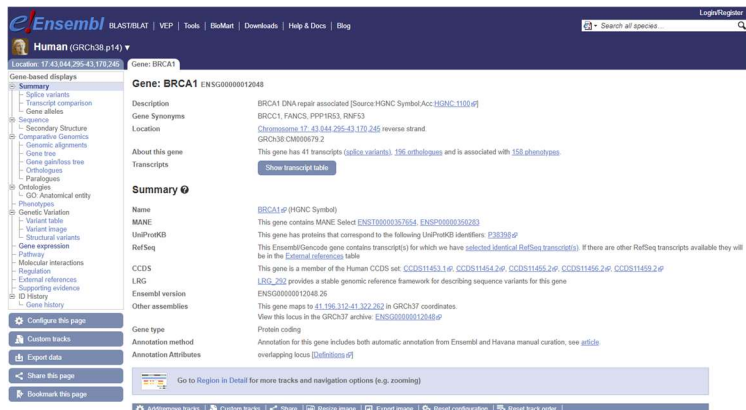 Login/Register
e!Ensembl BLAST/BLAT | VEP | Tools | BioMart | Downloads | Help & Docs | Blog
Search all species...
Human (GRCh38.p14) ▼
Location: 17:43,044,295-43,170,245
Gene: BRCA1
Gene-based displays
Summary
Splice variants
Transcript comparison
Gene alleles
Sequence
Secondary Structure
Comparative Genomics
Genomic alignments
Gene tree
Gene gain/loss tree
Orthologues
Paralogues
Ontologies
GO: Anatomical entity
Phenotypes
Genetic Variation
Variant table
Variant image
Structural variants
Gene expression
Pathway
Molecular interactions
Regulation
External references
Supporting evidence
ID History
Gene history
Configure this page
Custom tracks
Export data
Share this page
Bookmark this page
Gene: BRCA1 ENSG00000012048
Description BRCA1 DNA repair associated [Source:HGNC Symbol;Acc:HGNC:1100]
Gene Synonyms BRCC1, FANCS, PPP1R53, RNF53
Location Chromosome 17: 43,044,295-43,170,245 reverse strand.
GRCh38:CM000679.2
About this gene This gene has 41 transcripts (splice variants), 196 orthologues and is associated with 158 phenotypes.
Transcripts Show transcript table
Summary
Name BRCA1 (HGNC Symbol)
MANE This gene contains MANE Select ENST00000357654, ENSP00000350283
UniProtKB This gene has proteins that correspond to the following UniProtKB identifiers: P38398
RefSeq This Ensembl/Gencode gene contains transcript(s) for which we have selected identical RefSeq transcript(s). If there are other RefSeq transcripts available they will
be in the External references table
CCDS This gene is a member of the Human CCDS set: CCDS11453.1, CCDS11454.2, CCDS11455.2, CCDS11456.2, CCDS11459.2
LRG LRG_292 provides a stable genomic reference framework for describing sequence variants for this gene
Ensembl version ENSG00000012048.26
Other assemblies This gene maps to 41,196,312-41,322,262 in GRCh37 coordinates.
View this locus in the GRCh37 archive: ENSG00000012048
Gene type Protein coding
Annotation method Annotation for this gene includes both automatic annotation from Ensembl and Havana manual curation, see article.
Annotation Attributes overlapping locus [Definitions]
Go to Region in Detail for more tracks and navigation options (e.g. zooming)
Add/remove tracks | Custom tracks | Share | Resize image | Export image | Reset configuration | Reset track order |